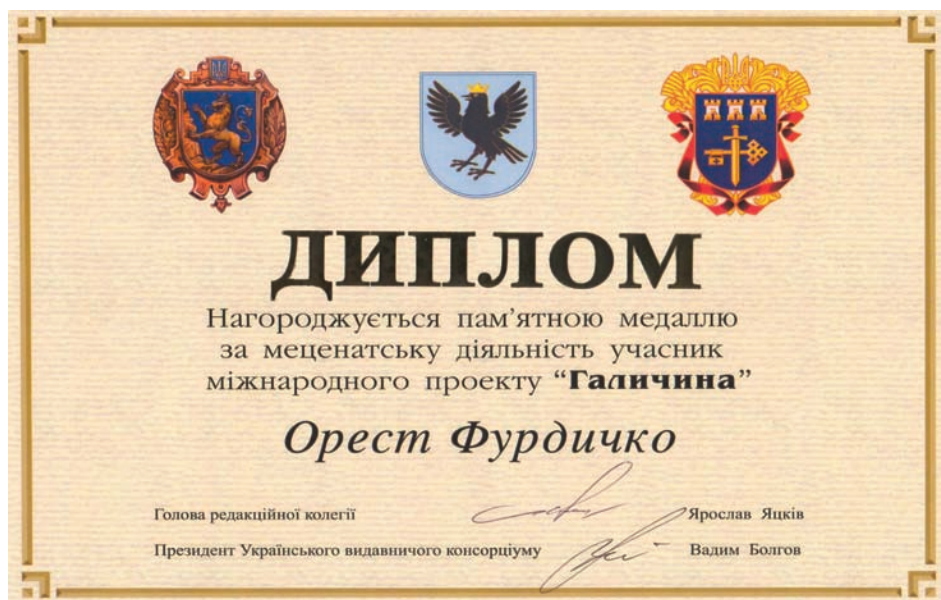 ДИПЛОМ
Нагороджується пам'ятною медаллю
за меценатську діяльність учасник
міжнародного проекту “Галичина”
Орест Фурдичко
Голова редакційної колегії Ярослав Яцків
Президент Українського видавничого консорціуму Вадим Болгов